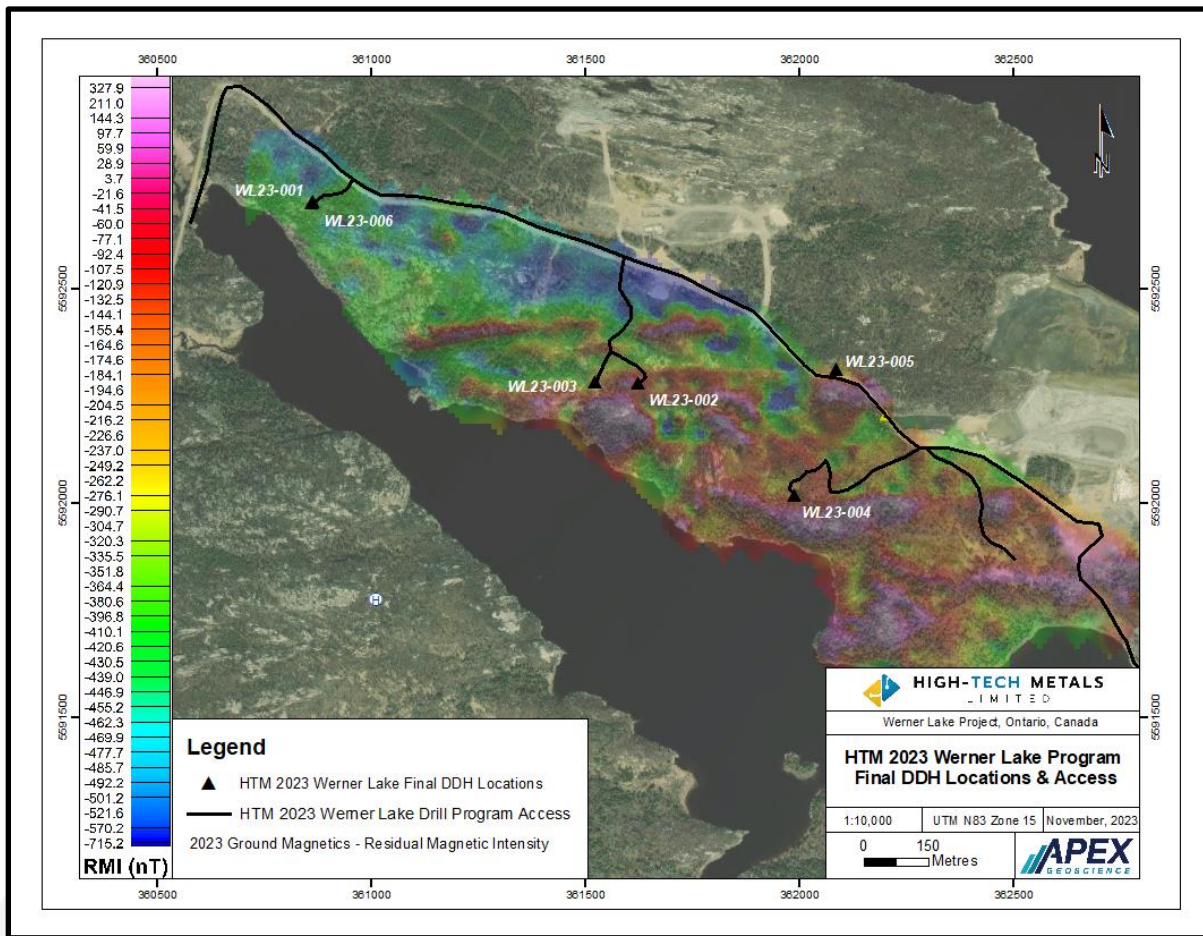 360500 361000 361500 362000 362500
327.9
211.0
144.3
97.7
59.9
28.9
3.7
-21.6
-41.5
-60.0
-77.1
-92.4
-107.5
-120.9
-132.5
-144.1
-155.4
-164.6
-174.6
-184.1
-194.6
-204.5
-216.2
-226.6
-237.0
-249.2
-262.2
-276.1
-290.7
-304.7
-320.2
-335.5
-351.8
-364.4
-380.6
-396.8
-410.1
-420.6
-430.5
-439.0
-446.9
-455.2
-462.3
-469.9
-477.7
-485.7
-492.2
-501.2
-521.6
-570.2
-715.2
RMI (nT)
5592500
5592000
5591500
N
WL23-001
WL23-006
WL23-005
WL23-003
WL23-002
WL23-004
H
5592500
5592000
5591500
Legend
HTM 2023 Werner Lake Final DDH Locations
HTM 2023 Werner Lake Drill Program Access
2023 Ground Magnetics - Residual Magnetic Intensity
HIGH-TECH METALS
LIMITED
Werner Lake Project, Ontario, Canada
HTM 2023 Werner Lake Program
Final DDH Locations & Access
1:10,000 UTM N83 Zone 15 November, 2023
0 150
Metres
APEX
GEOSCIENCE
360500 361000 361500 362000 362500